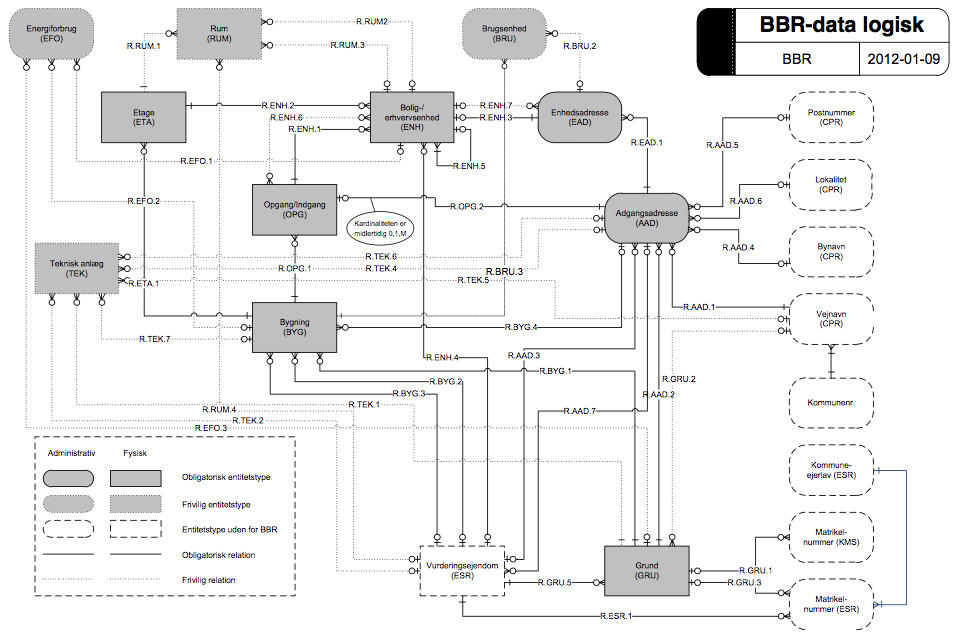 BBR-data logisk
BBR
2012-01-09
Energiforbrug
(EFO)
Rum
(RUM)
Brugsenhed
(BRU)
R.RUM2
R.RUM.1
R.RUM.3
R.BRU.2
Etage
(ETA)
R.ENH.2
R.ENH.6
R.ENH.1
Bolig-/
erhvervsenhed
(ENH)
R.ENH.7
R.ENH.3
R.ENH.5
Enhedsadresse
(EAD)
R.EAD.1
Postnummer
(CPR)
R.AAD.5
Lokalitet
(CPR)
R.AAD.6
R.EFO.1
R.EFO.2
Opgang/Indgang
(OPG)
Kardinaliteten er
midlertidig 0,1,M
R.OPG.2
Adgangsadresse
(AAD)
Bynavn
(CPR)
R.AAD.4
Teknisk anlæg
(TEK)
R.TEK.6
R.OPG.1
R.TEK.4
R.BRU.3
R.TEK.5
R.ETA.1
Bygning
(BYG)
R.BYG.4
R.AAD.1
Vejnavn
(CPR)
R.TEK.7
R.ENH.4
R.AAD.3
R.BYG.1
R.BYG.2
R.BYG.3
R.GRU.2
R.AAD.2
R.AAD.7
Kommunenr.
R.RUM.4
R.TEK.1
R.TEK.2
R.EFO.3
Administrativ
Fysisk
Obligatorisk entitetstype
Frivilig entitetstype
Entitetstype uden for BBR
Obligatorisk relation
Frivilig relation
Kommune-
ejerlav (ESR)
Matrikel-
nummer (KMS)
Vurderingsejendom
(ESR)
R.GRU.5
Grund
(GRU)
R.GRU.1
R.GRU.3
Matrikel-
nummer (ESR)
R.ESR.1